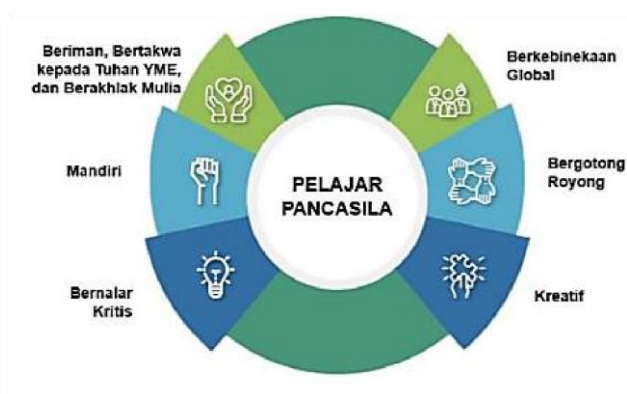 Beriman, Bertakwa
kepada Tuhan YME,
dan Berakhlak Mulia
Berkebinekaan
Global
Mandiri
PELAJAR
PANCASILA
Bergotong
Royong
Bernalar
Kritis
Kreatif